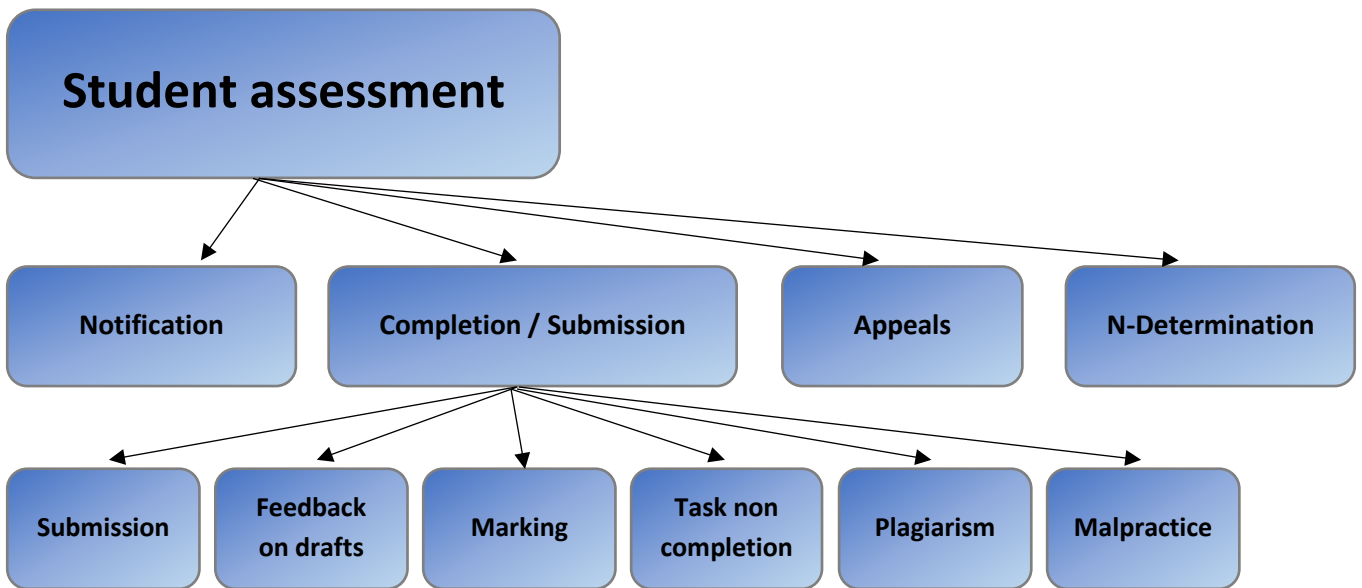 Student assessment
Notification
Completion / Submission
Appeals
N-Determination
Submission
Feedback
on drafts
Marking
Task non
completion
Plagiarism
Malpractice